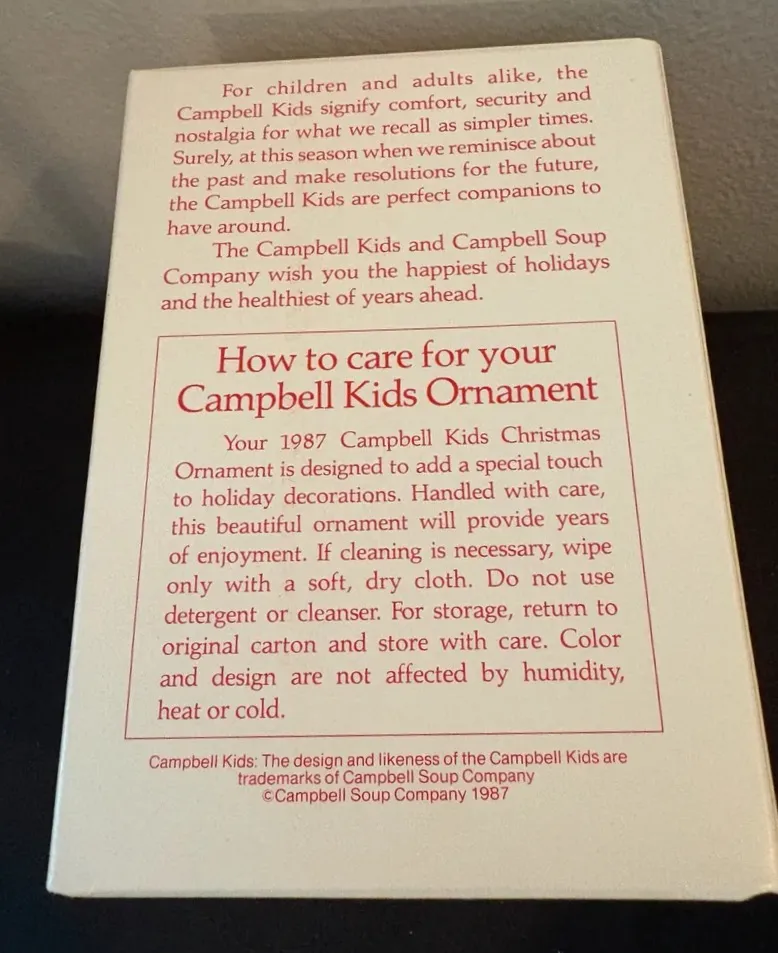 For children and adults alike, the
Campbell Kids signify comfort, security and
nostalgia for what we recall as simpler times.
Surely, at this season when we reminisce about
the past and make resolutions for the future,
the Campbell Kids are perfect companions to
have around.
The Campbell Kids and Campbell Soup
Company wish you the happiest of holidays
and the healthiest of years ahead.
How to care for your
Campbell Kids Ornament
Your 1987 Campbell Kids Christmas
Ornament is designed to add a special touch
to holiday decorations. Handled with care,
this beautiful ornament will provide years
of enjoyment. If cleaning is necessary, wipe
only with a soft, dry cloth. Do not use
detergent or cleanser. For storage, return to
original carton and store with care. Color
and design are not affected by humidity,
heat or cold.
Campbell Kids: The design and likeness of the Campbell Kids are
trademarks of Campbell Soup Company
©Campbell Soup Company 1987